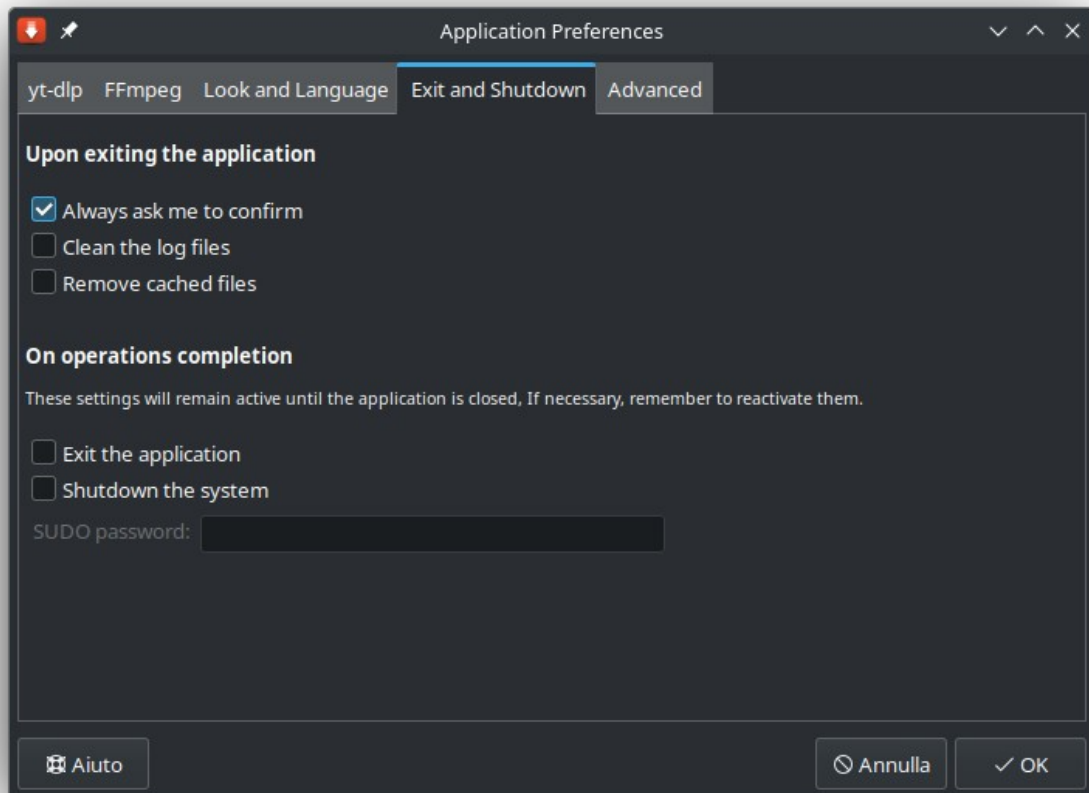 Application Preferences
yt-dlp FFmpeg Look and Language Exit and Shutdown Advanced
Upon exiting the application
Always ask me to confirm
Clean the log files
Remove cached files
On operations completion
These settings will remain active until the application is closed, If necessary, remember to reactivate them.
Exit the application
Shutdown the system
SUDO password:
Aiuto Annulla OK